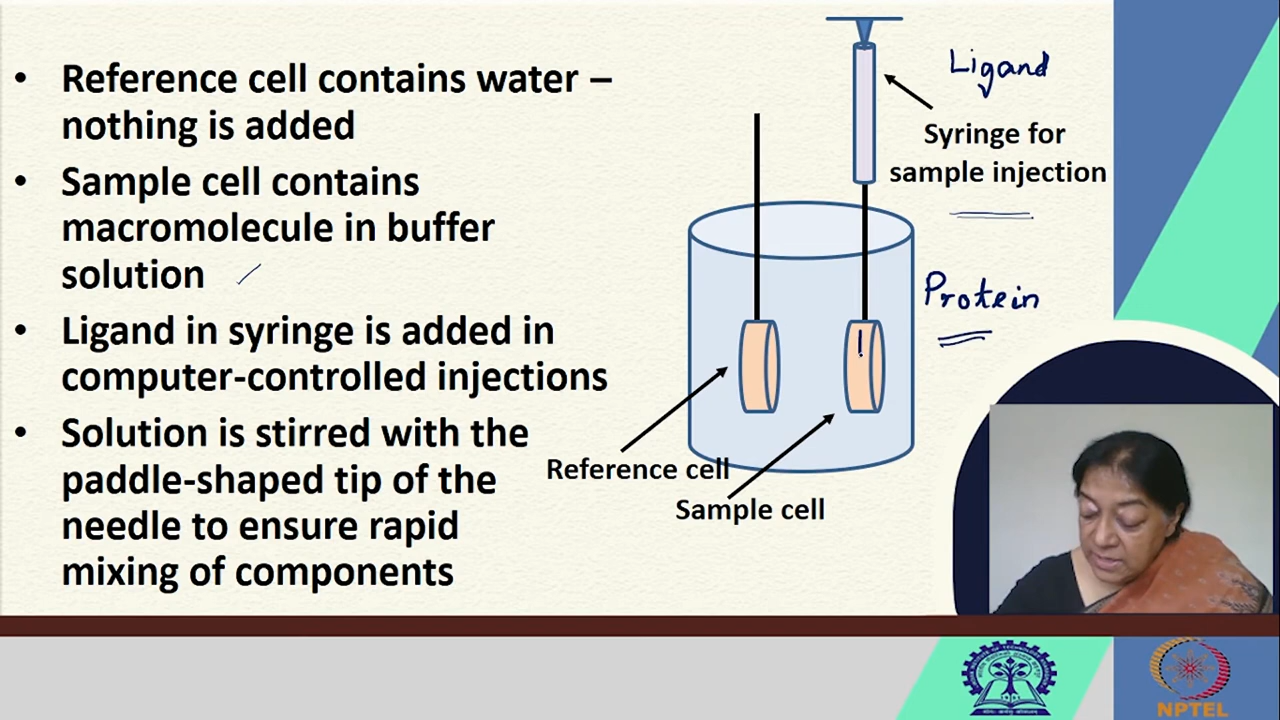 • Reference cell contains water –
nothing is added
• Sample cell contains
macromolecule in buffer
solution
• Ligand in syringe is added in
computer-controlled injections
• Solution is stirred with the
paddle-shaped tip of the
needle to ensure rapid
mixing of components
Ligand
Syringe for
sample injection
Protein
Reference cell
Sample cell
NPTEL